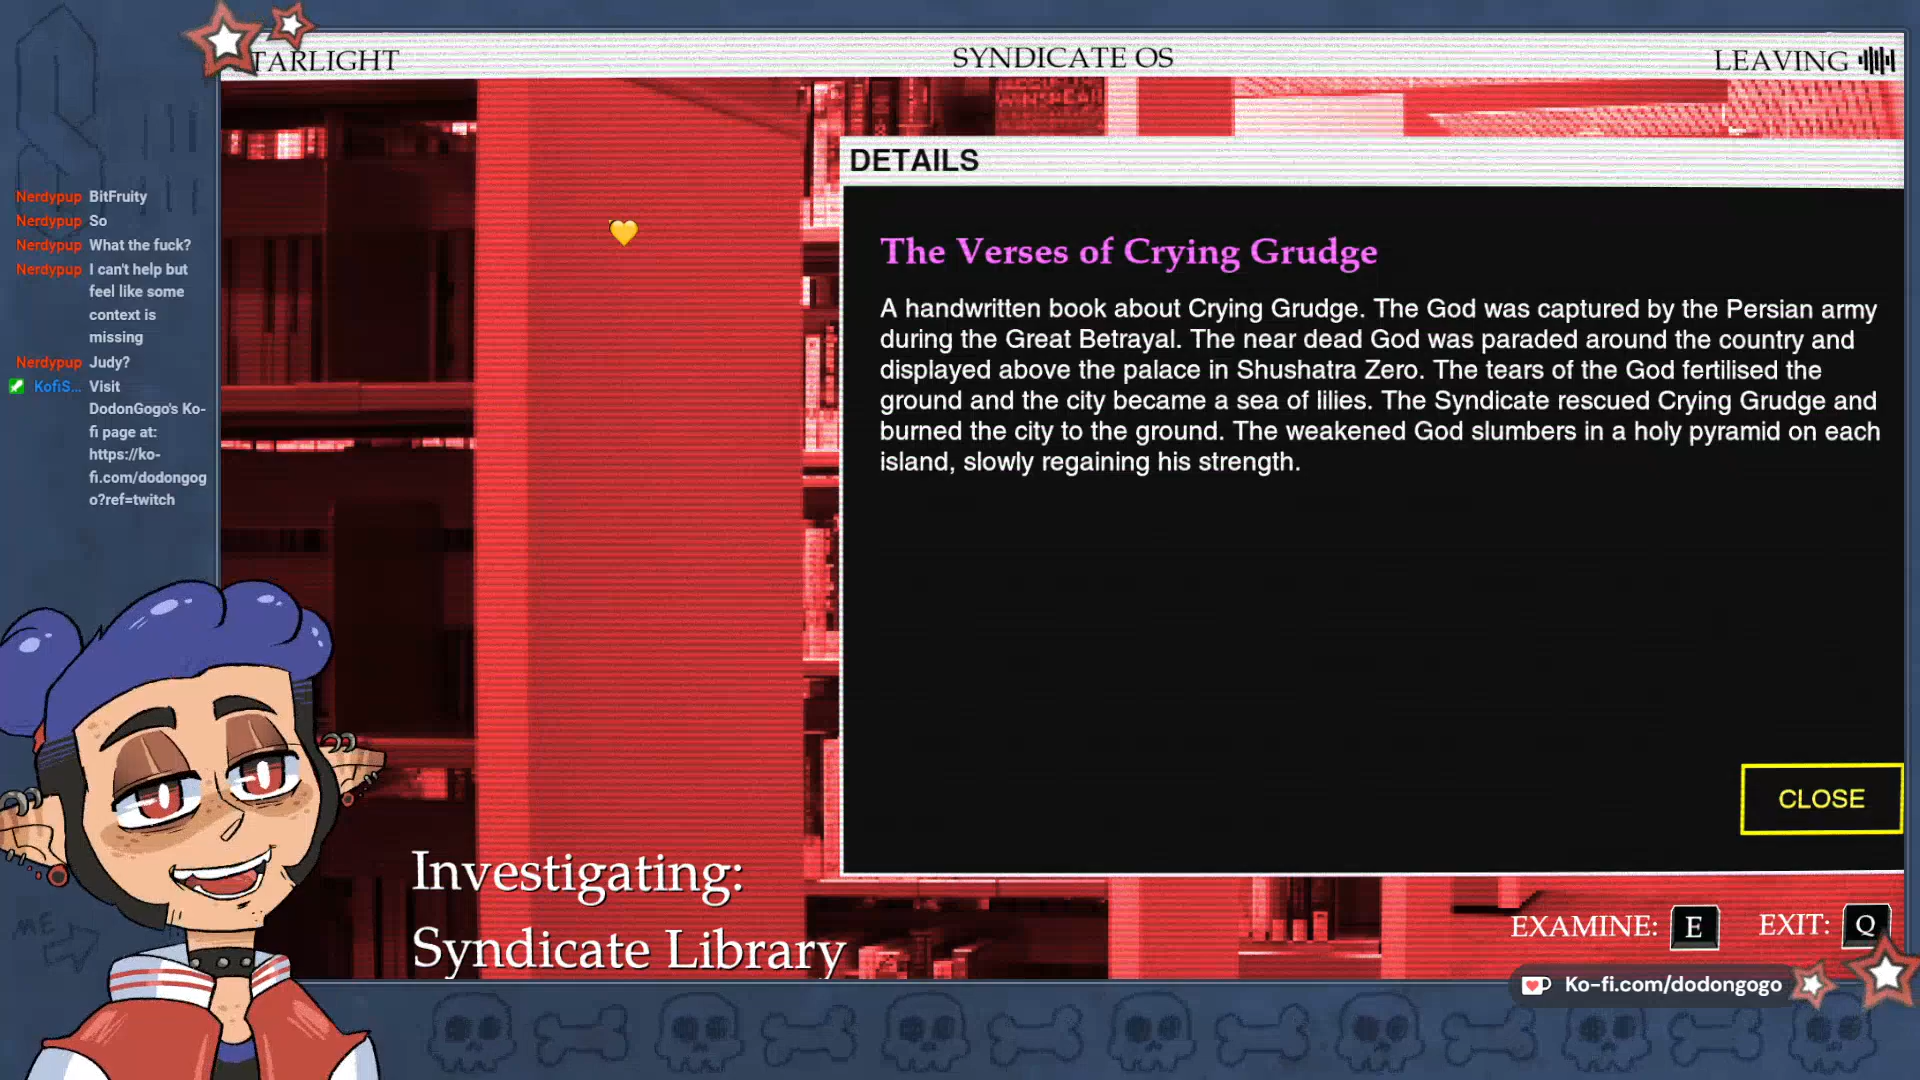 TARLIGHT
SYNDICATE OS
LEAVING
DETAILS
The Verses of Crying Grudge
A handwritten book about Crying Grudge. The God was captured by the Persian army
during the Great Betrayal. The near dead God was paraded around the country and
displayed above the palace in Shushatra Zero. The tears of the God fertilised the
ground and the city became a sea of lilies. The Syndicate rescued Crying Grudge and
burned the city to the ground. The weakened God slumbers in a holy pyramid on each
island, slowly regaining his strength.
CLOSE
Nerdypup BitFruity
Nerdypup So
Nerdypup What the fuck?
Nerdypup I can't help but
feel like some
context is
missing
Nerdypup Judy?
KofiS... Visit
DodonGogo's Ko-
fi page at:
https://ko-
fi.com/dodongog
o?ref=twitch
Investigating:
Syndicate Library
EXAMINE: E EXIT: Q
Ko-fi.com/dodongogo
ME